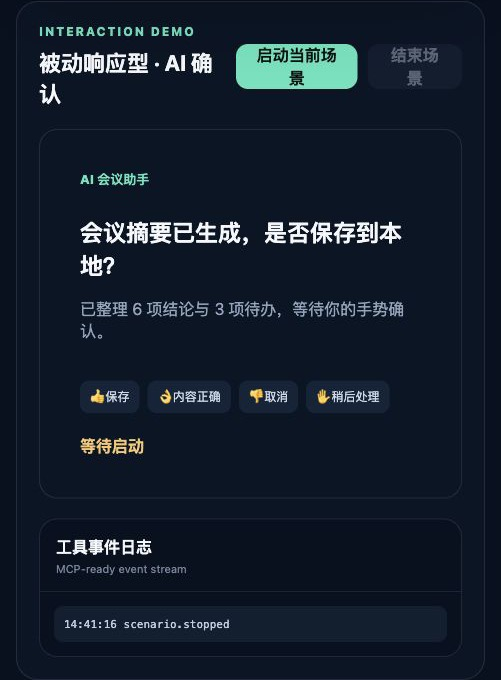 INTERACTION DEMO
被动响应型 · AI 确
认
启动当前场
景
结束场
景
AI 会议助手
会议摘要已生成，是否保存到本
地？
已整理 6 项结论与 3 项待办，等待你的手势确
认。
👍保存 👌内容正确 👎取消 🖐稍后处理
等待启动
工具事件日志
MCP-ready event stream
14:41:16 scenario.stopped